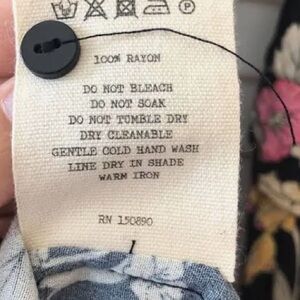 100% RAYON
DO NOT BLEACH
DO NOT SOAK
DO NOT TUMBLE DRY
DRY CLEANABLE
GENTLE COLD HAND WASH
LINE DRY IN SHADE
WARM IRON
RN 150890